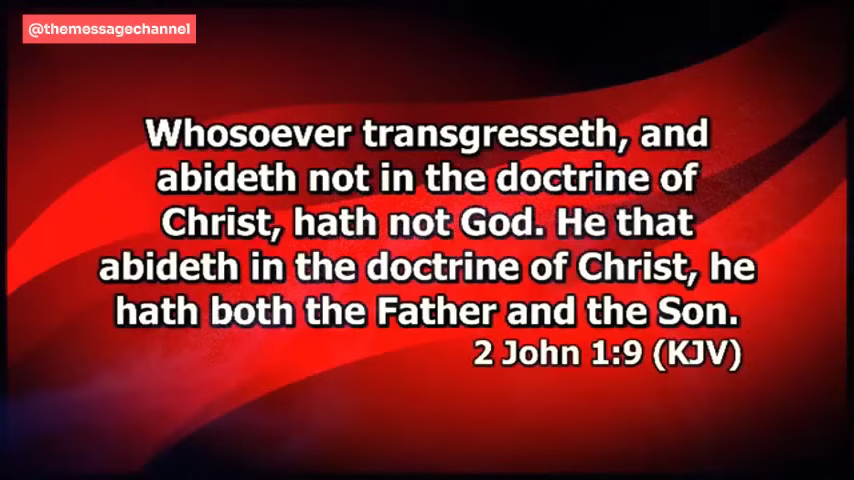 @themessagechannel
Whosoever transgresseth, and
abideth not in the doctrine of
Christ, hath not God. He that
abideth in the doctrine of Christ, he
hath both the Father and the Son.
2 John 1:9 (KJV)